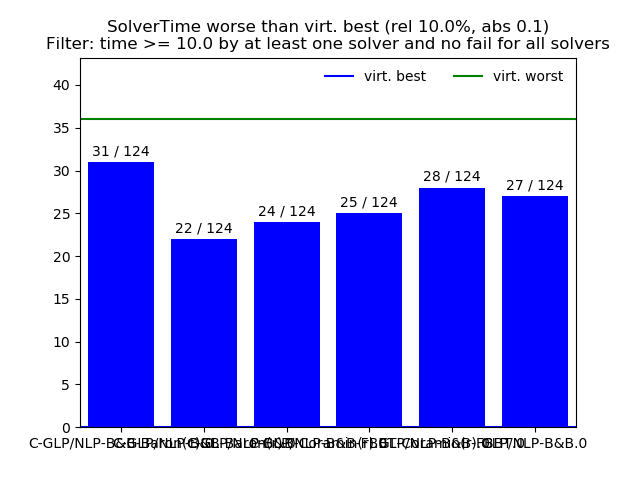 SolverTime worse than virt. best (rel 10.0%, abs 0.1)
Filter: time >= 10.0 by at least one solver and no fail for all solvers
virt. best
virt. worst
40
35
30
25
20
15
10
5
0
31 / 124
22 / 124
24 / 124
25 / 124
28 / 124
27 / 124
C-GLP/NLP-B&B